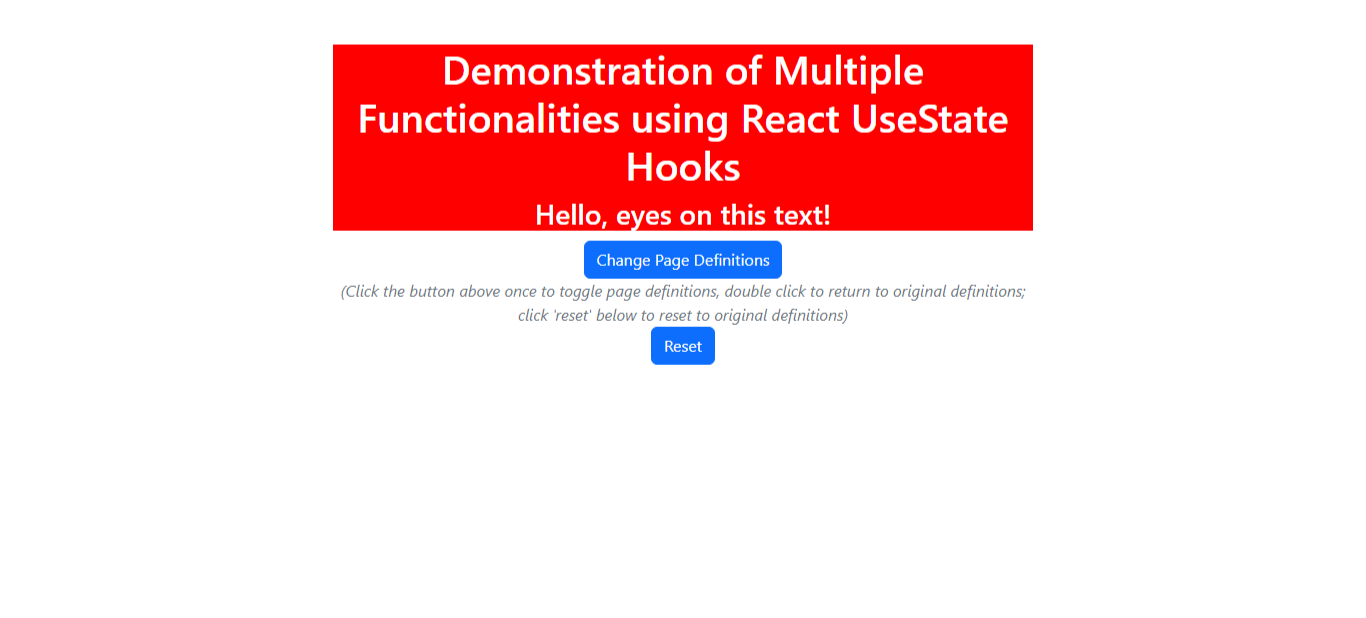 Demonstration of Multiple
Functionalities using React UseState
Hooks
Hello, eyes on this text!
Change Page Definitions
(Click the button above once to toggle page definitions, double click to return to original definitions;
click 'reset' below to reset to original definitions)
Reset